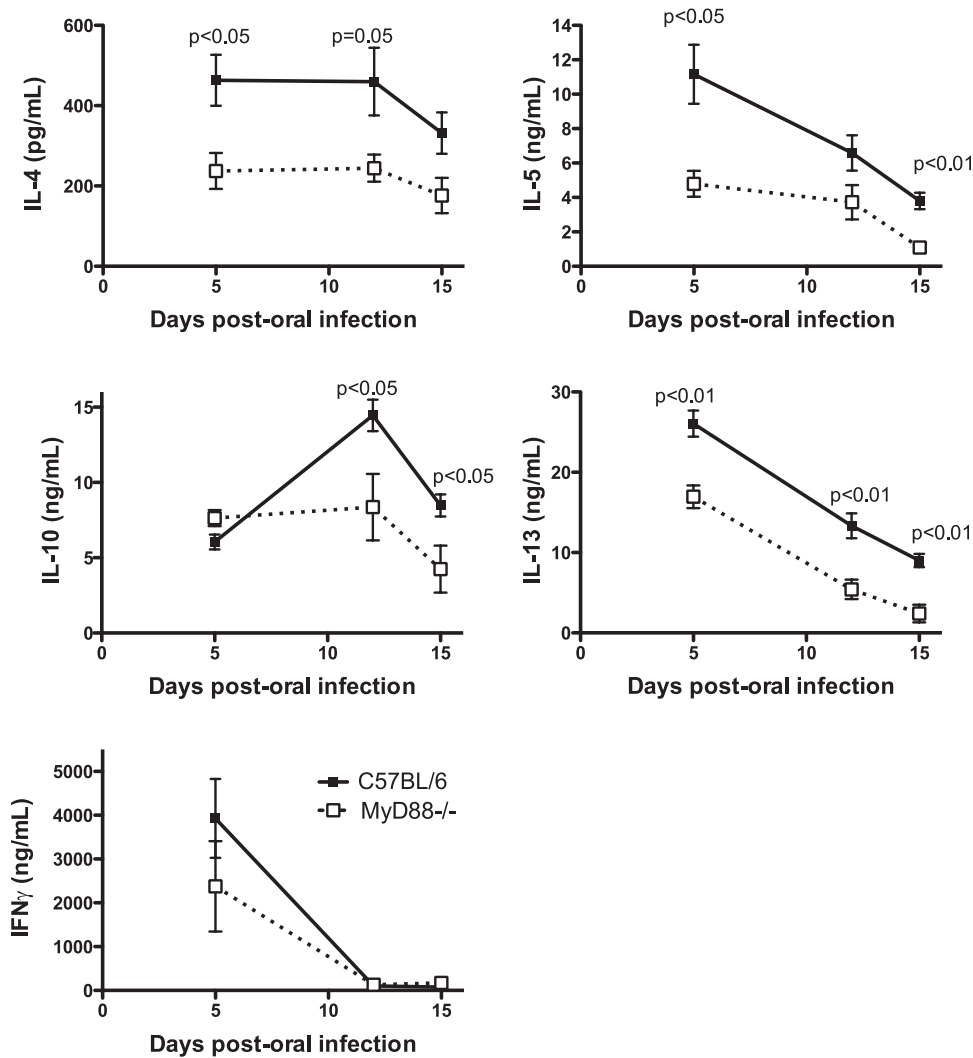 IL-4 (pg/mL)
600
400
200
0
p<0.05
p=0.05
0
5
10
15
Days post-oral infection
IL-5 (ng/mL)
14
12
10
8
6
4
2
0
p<0.05
p<0.01
0
5
10
15
Days post-oral infection
IL-10 (ng/mL)
15
10
5
0
p<0.05
p<0.05
0
5
10
15
Days post-oral infection
IL-13 (ng/mL)
30
20
10
0
p<0.01
p<0.01
p<0.01
0
5
10
15
Days post-oral infection
IFNγ (ng/mL)
5000
4000
3000
2000
1000
0
C57BL/6
MyD88-/-
0
5
10
15
Days post-oral infection